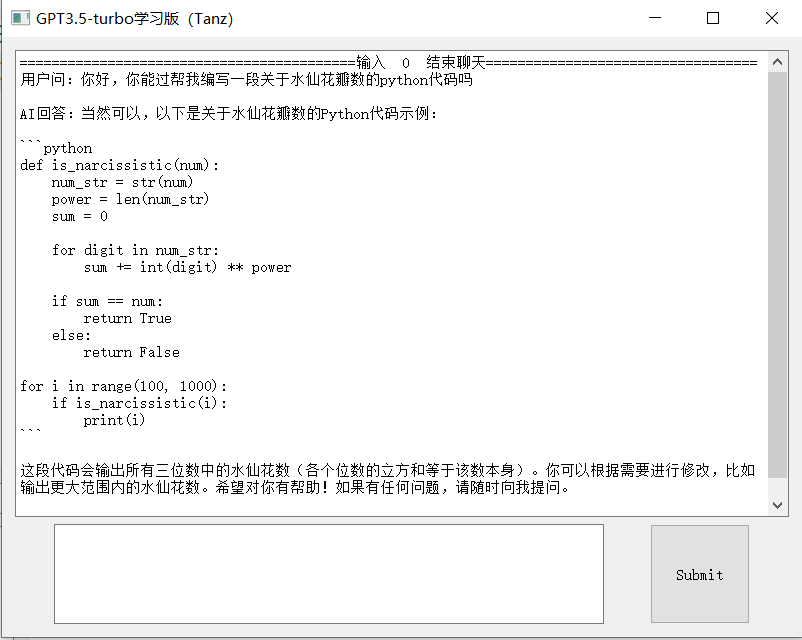 GPT3.5-turbo学习版（Tanz）
==========================================输入  0  结束聊天==================================
用户问：你好，你能过帮我编写一段关于水仙花瓣数的python代码吗
AI回答：当然可以，以下是关于水仙花瓣数的Python代码示例：
```python
def is_narcissistic(num):
    num_str = str(num)
    power = len(num_str)
    sum = 0
    for digit in num_str:
        sum += int(digit) ** power
    if sum == num:
        return True
    else:
        return False
for i in range(100, 1000):
    if is_narcissistic(i):
        print(i)
```
这段代码会输出所有三位数中的水仙花数（各个位数的立方和等于该数本身）。你可以根据需要进行修改，比如
输出更大范围内的水仙花数。希望对你有帮助！如果有任何问题，请随时向我提问。
Submit